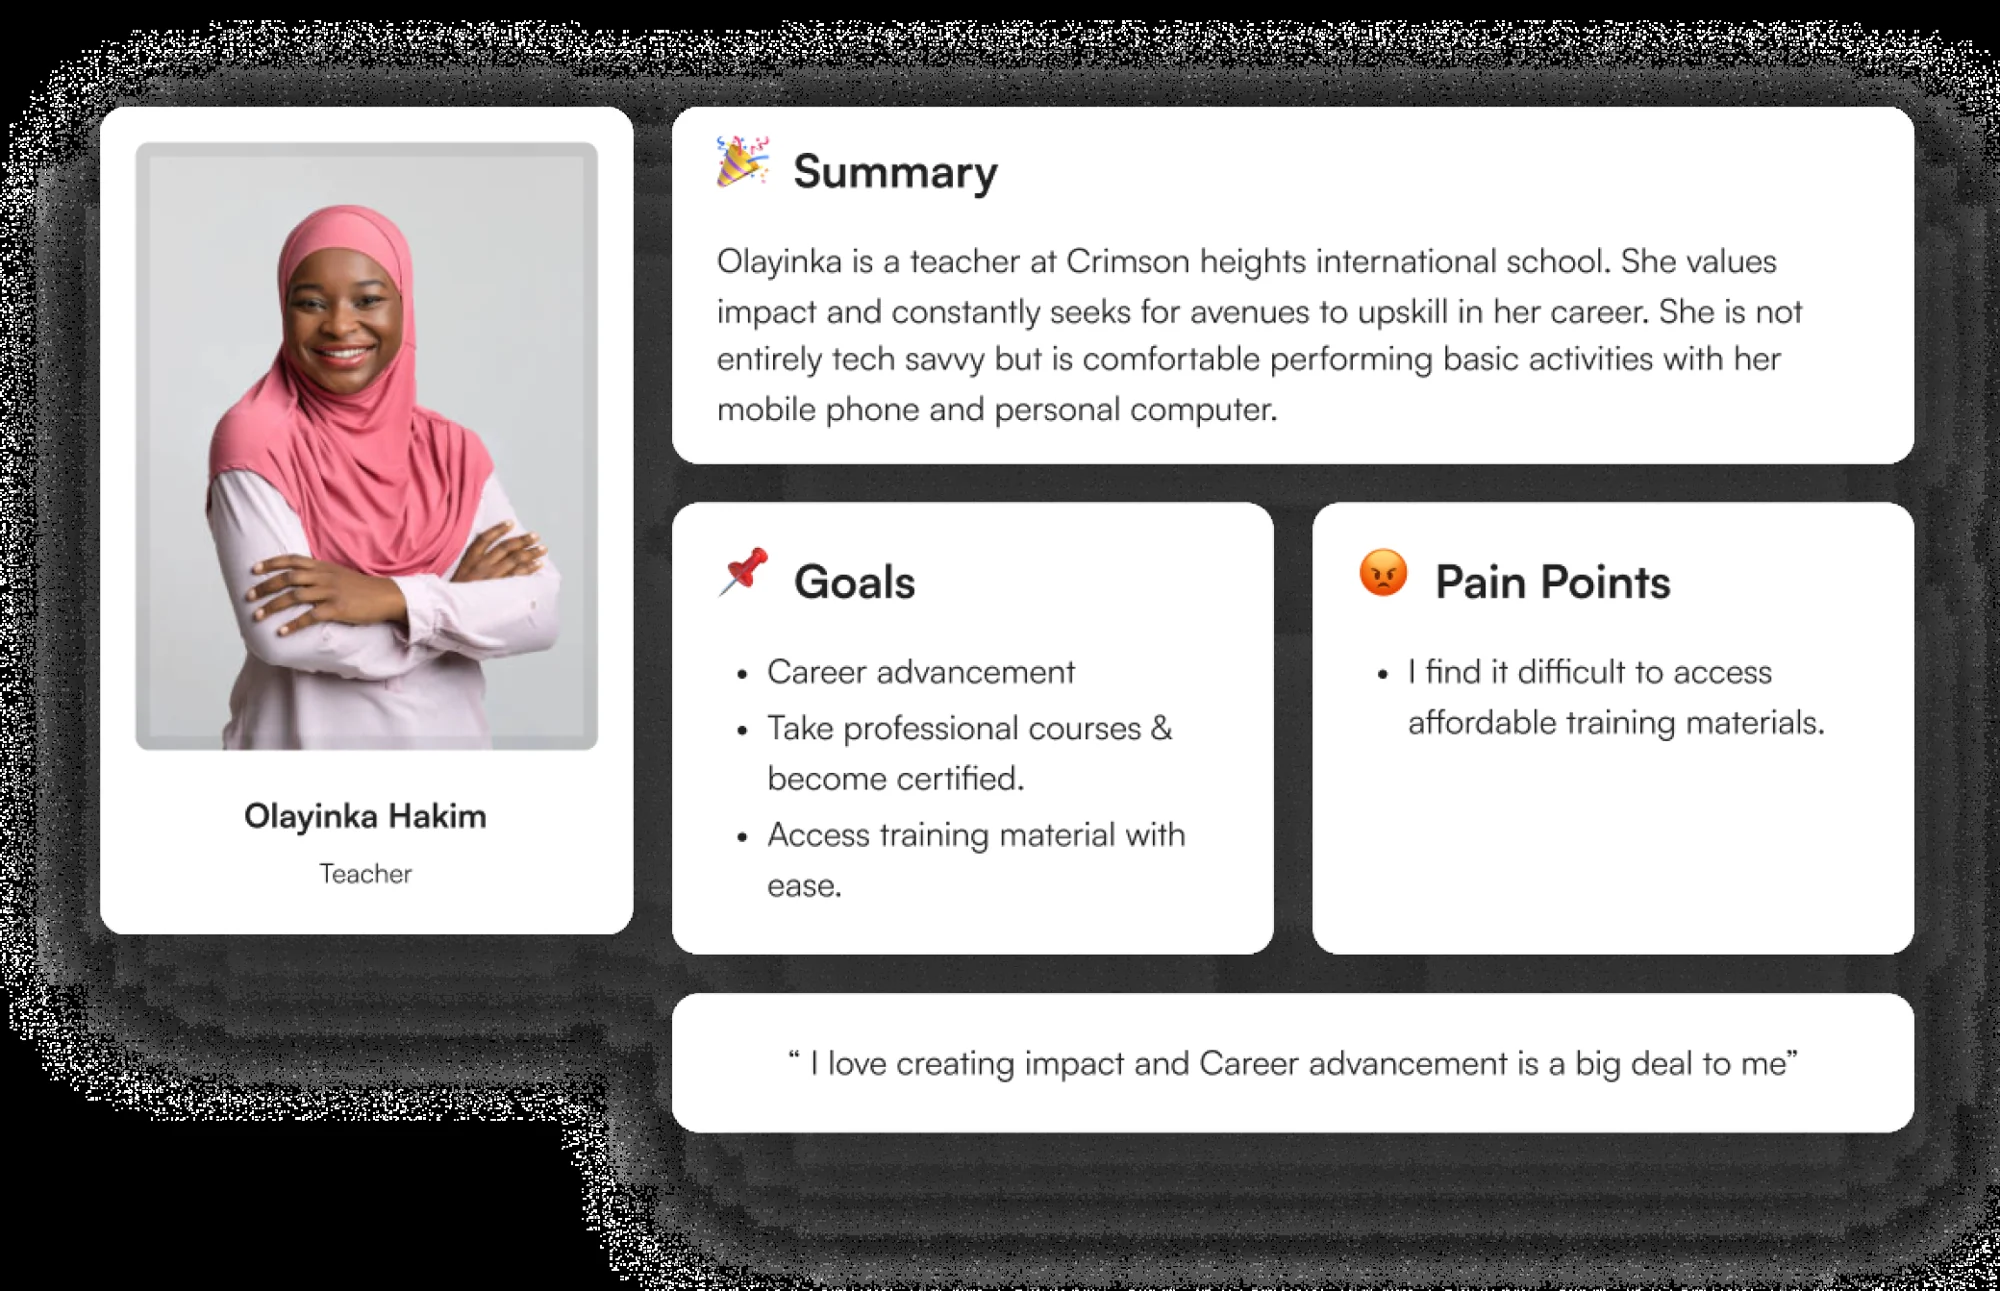 Olayinka Hakim
Teacher
Summary
Olayinka is a teacher at Crimson heights international school. She values
impact and constantly seeks for avenues to upskill in her career. She is not
entirely tech savvy but is comfortable performing basic activities with her
mobile phone and personal computer.
Goals
• Career advancement
• Take professional courses &
become certified.
• Access training material with
ease.
Pain Points
• I find it difficult to access
affordable training materials.
“ I love creating impact and Career advancement is a big deal to me”